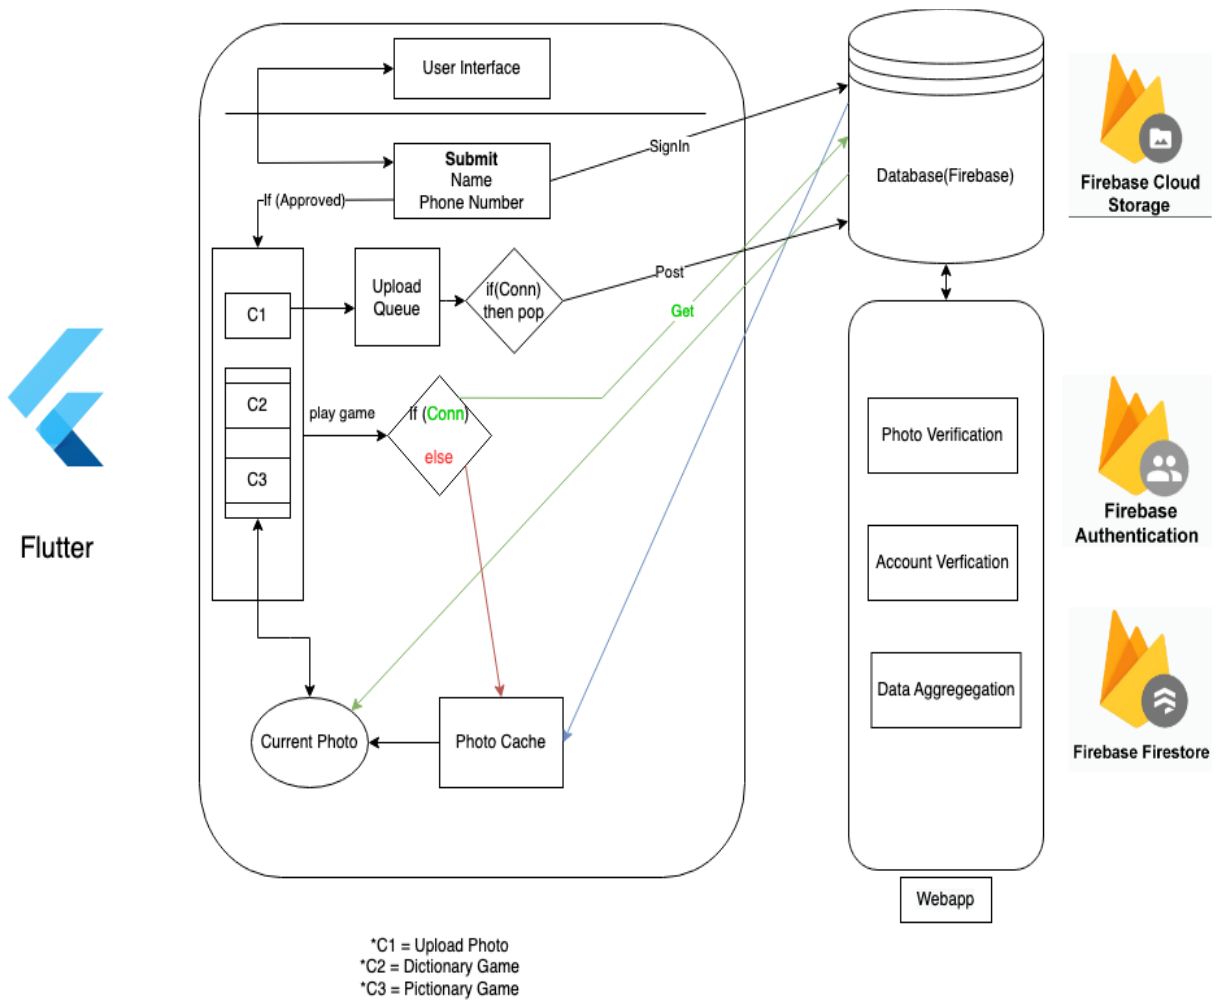 User Interface
Submit
Name
Phone Number
SignIn
If (Approved)
Database(Firebase)
Firebase Cloud
Storage
C1
Upload
Queue
if(Conn)
then pop
Post
Get
C2
play game
If (Conn)
else
C3
Flutter
Photo Verification
Account Verfication
Data Aggregegation
Firebase
Authentication
Firebase Firestore
Current Photo
Photo Cache
Webapp
*C1 = Upload Photo
*C2 = Dictionary Game
*C3 = Pictionary Game